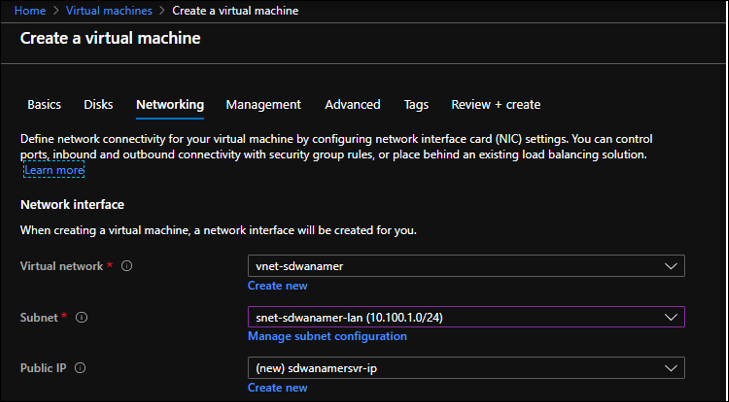 Home > Virtual machines > Create a virtual machine
Create a virtual machine
Basics Disks Networking Management Advanced Tags Review + create
Define network connectivity for your virtual machine by configuring network interface card (NIC) settings. You can control
ports, inbound and outbound connectivity with security group rules, or place behind an existing load balancing solution.
Learn more
Network interface
When creating a virtual machine, a network interface will be created for you.
Virtual network * vnet-sdwanamer
Create new
Subnet * snet-sdwanamer-lan (10.100.1.0/24)
Manage subnet configuration
Public IP (new) sdwanamersvr-ip
Create new